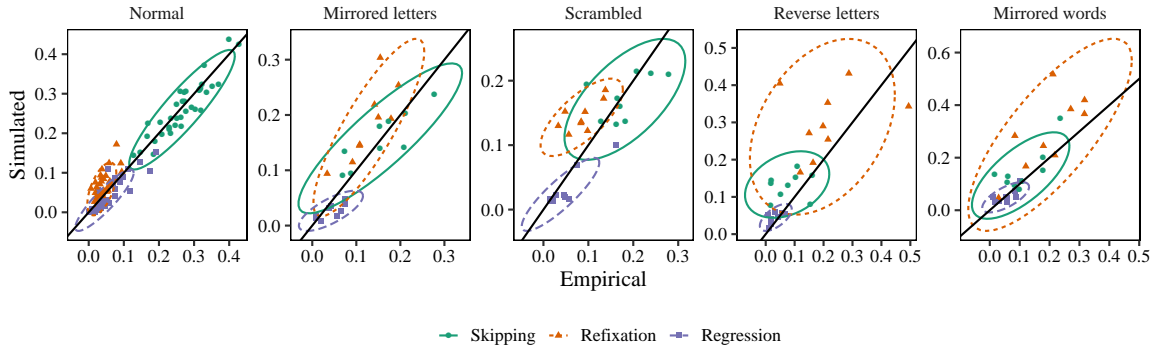 Normal
Mirrored letters
Scrambled
Reverse letters
Mirrored words
Simulated
0.4
0.3
0.2
0.1
0.0
0.0 0.1 0.2 0.3 0.4
0.3
0.2
0.1
0.0
0.0 0.1 0.2 0.3
0.2
0.1
0.0
0.0 0.1 0.2 0.3
0.5
0.4
0.3
0.2
0.1
0.0
0.0 0.1 0.2 0.3 0.4 0.5
0.6
0.4
0.2
0.0
0.0 0.1 0.2 0.3 0.4 0.5
Empirical
Skipping Refixation Regression